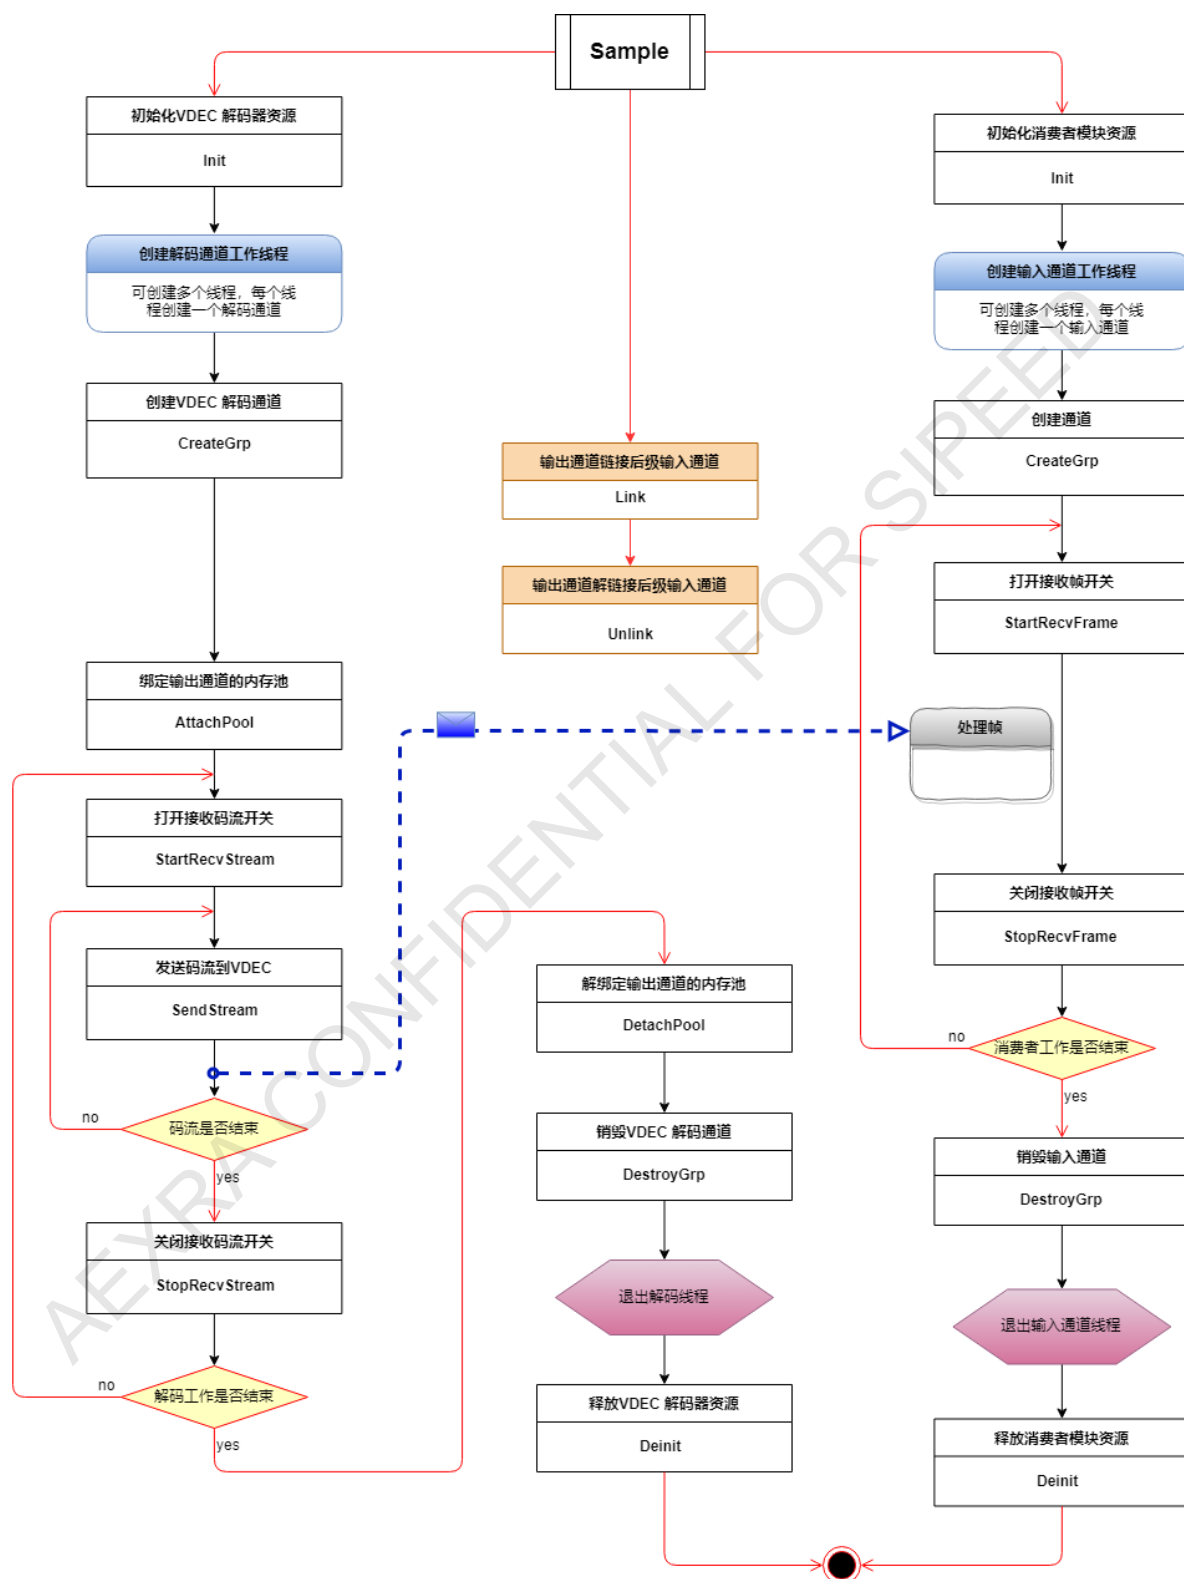 Sample
初始化VDEC 解码器资源
Init
创建解码通道工作线程
可创建多个线程，每个线
程创建一个解码通道
创建VDEC 解码通道
CreateGrp
绑定输出通道的内存池
AttachPool
打开接收码流开关
StartRecvStream
发送码流到VDEC
SendStream
no
码流是否结束
yes
关闭接收码流开关
StopRecvStream
no
解码工作是否结束
yes
输出通道链接后级输入通道
Link
输出通道解链接后级输入通道
Unlink
解绑定输出通道的内存池
DetachPool
销毁VDEC 解码通道
DestroyGrp
退出解码线程
释放VDEC 解码器资源
Deinit
初始化消费者模块资源
Init
创建输入通道工作线程
可创建多个线程，每个线
程创建一个输入通道
创建通道
CreateGrp
打开接收帧开关
StartRecvFrame
处理帧
关闭接收帧开关
StopRecvFrame
no
消费者工作是否结束
yes
销毁输入通道
DestroyGrp
退出输入通道线程
释放消费者模块资源
Deinit
AEXRA CONFIDENTIAL FOR SIPEED